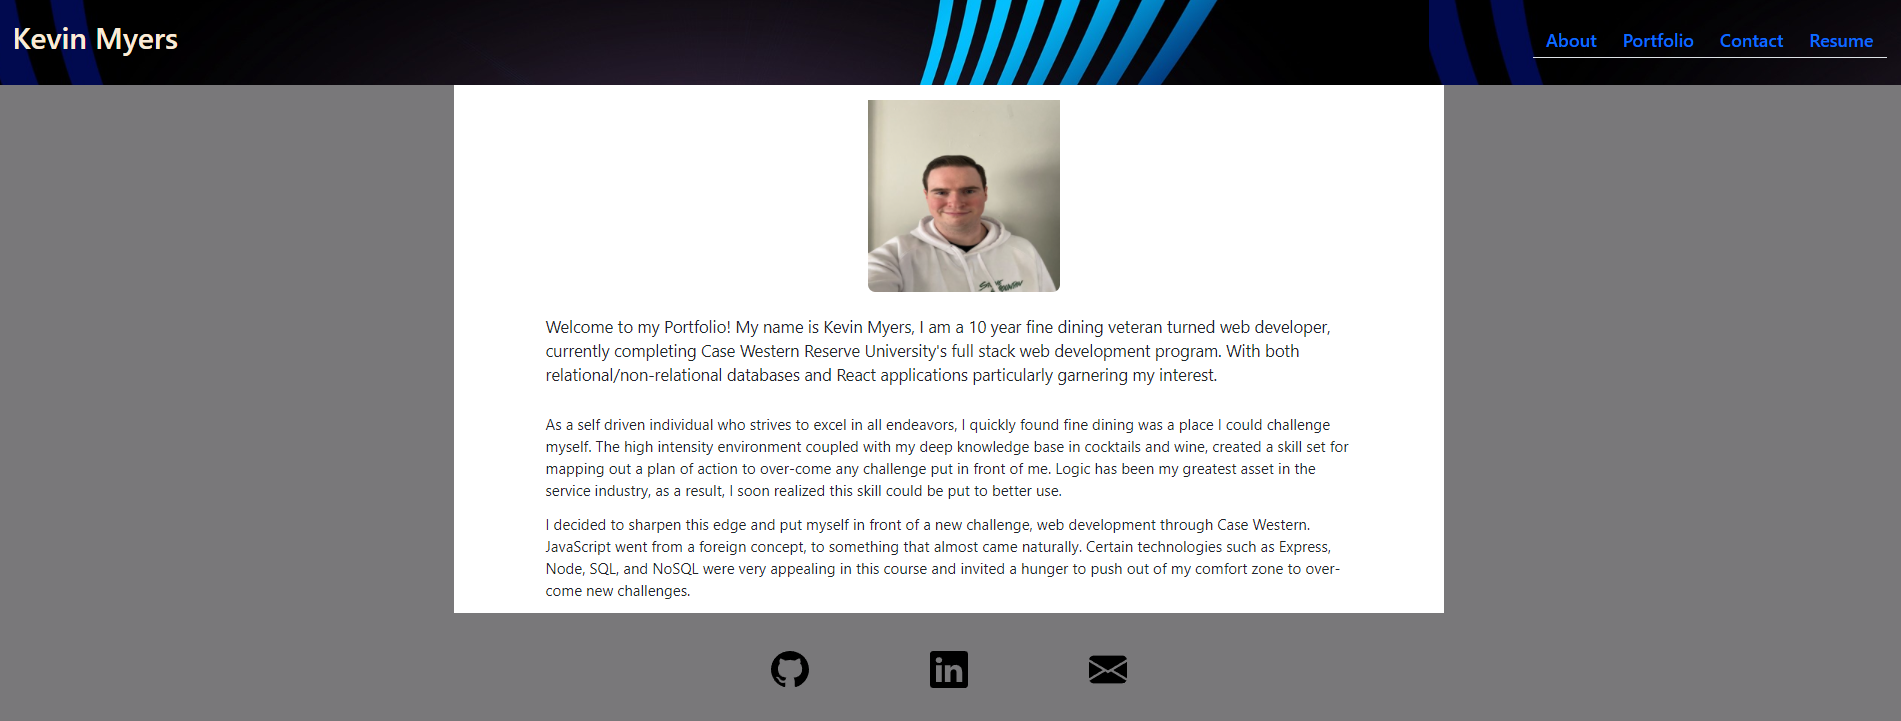 Kevin Myers
About Portfolio Contact Resume
Welcome to my Portfolio! My name is Kevin Myers, I am a 10 year fine dining veteran turned web developer,
currently completing Case Western Reserve University's full stack web development program. With both
relational/non-relational databases and React applications particularly garnering my interest.
As a self driven individual who strives to excel in all endeavors, I quickly found fine dining was a place I could challenge
myself. The high intensity environment coupled with my deep knowledge base in cocktails and wine, created a skill set for
mapping out a plan of action to over-come any challenge put in front of me. Logic has been my greatest asset in the
service industry, as a result, I soon realized this skill could be put to better use.
I decided to sharpen this edge and put myself in front of a new challenge, web development through Case Western.
JavaScript went from a foreign concept, to something that almost came naturally. Certain technologies such as Express,
Node, SQL, and NoSQL were very appealing in this course and invited a hunger to push out of my comfort zone to over-
come new challenges.
in